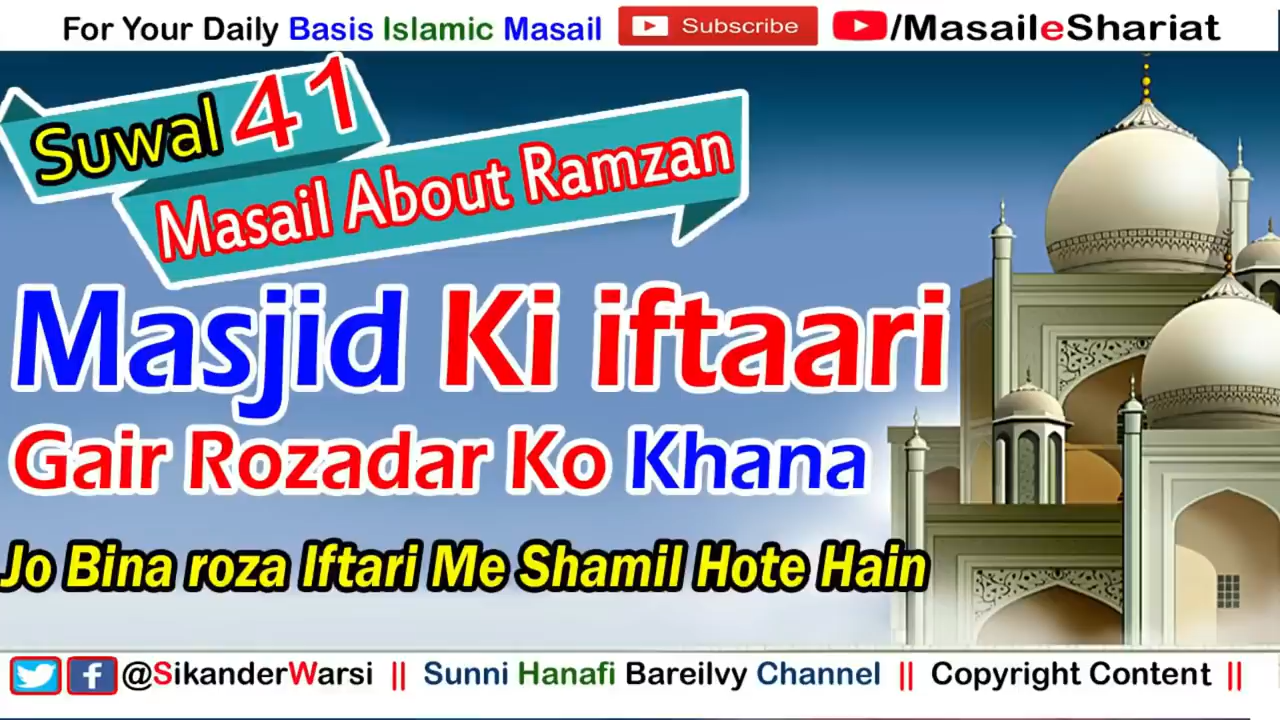 For Your Daily Basis Islamic Masail Subscribe /MasaileShariat
Suwal 41
Masail About Ramzan
Masjid Ki iftaari
Gair Rozadar Ko Khana
Jo Bina roza Iftari Me Shamil Hote Hain
@SikanderWarsi || Sunni Hanafi Bareilvy Channel || Copyright Content ||